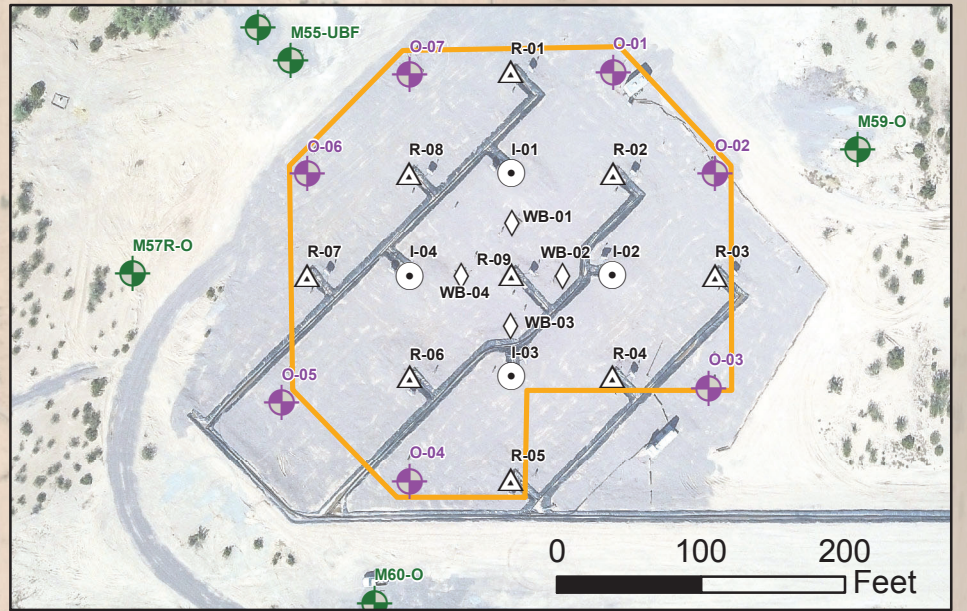 M55-UBF
O-07
R-01
O-01
M59-O
O-06
R-08
I-01
R-02
O-02
WB-01
M57R-O
R-07
I-04
R-09
WB-02
I-02
R-03
WB-04
WB-03
O-05
R-06
I-03
R-04
O-03
O-04
R-05
M60-O
0 100 200
Feet